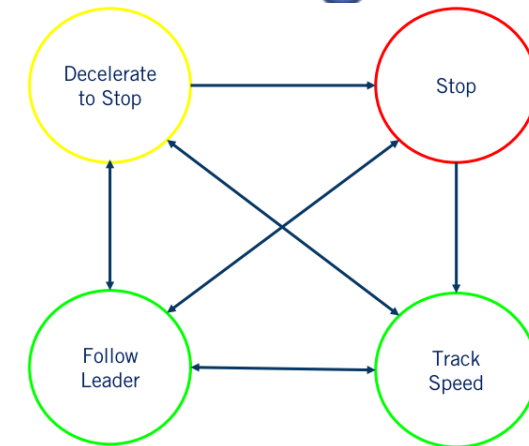 Decelerate
to Stop
Stop
Follow
Leader
Track
Speed